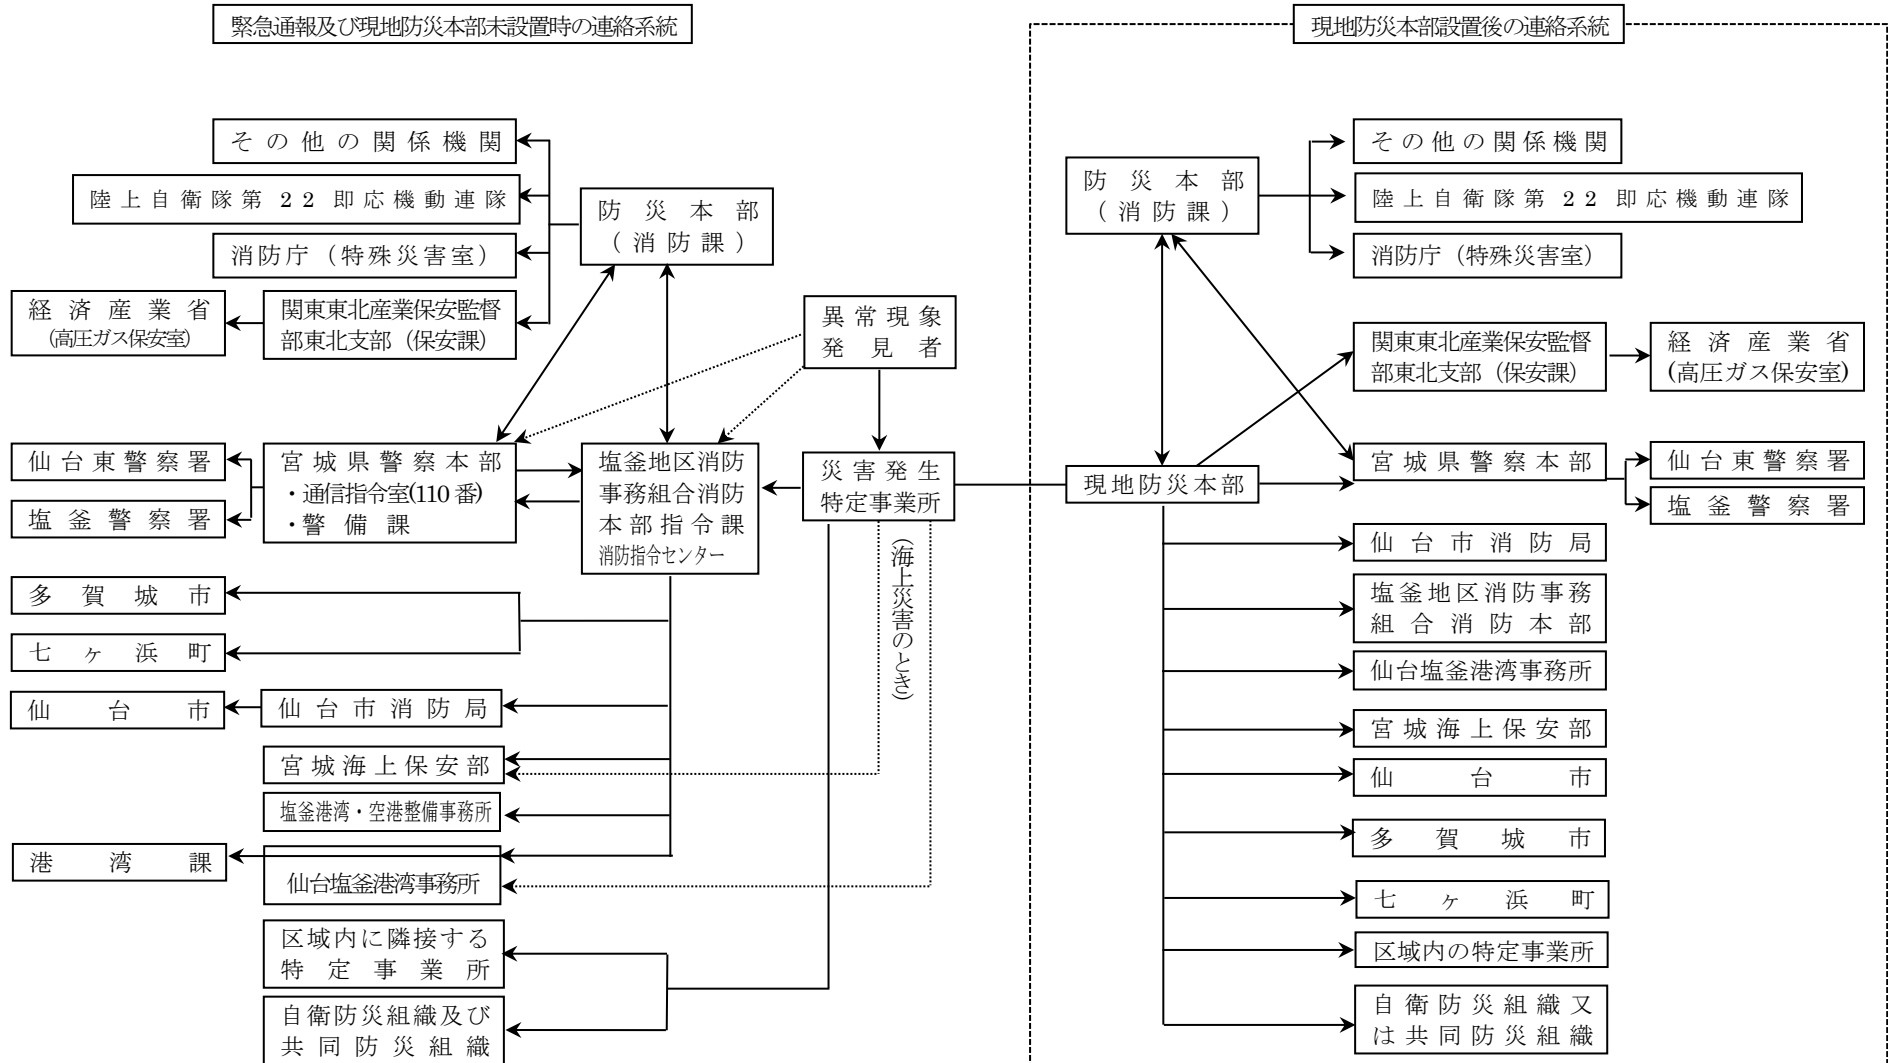 緊急通報及び現地防災本部未設置時の連絡系統
その他の関係機関
陸上自衛隊第22即応機動連隊
防災本部
(消防課)
消防庁(特殊災害室)
経済産業省
(高圧ガス保安室)
関東東北産業保安監督
部東北支部(保安課)
異常現象
発見者
仙台東警察署
塩釜警察署
宮城県警察本部
・通信指令室(110番)
・警備課
塩釜地区消防
事務組合消防
本部指令課
消防指令センター
災害発生
特定事業所
(海上災害のとき)
多賀城市
七ヶ浜町
仙台市
仙台市消防局
宮城海上保安部
塩釜港湾・空港整備事務所
港湾課
仙台塩釜港湾事務所
区域内に隣接する
特定事業所
自衛防災組織及び
共同防災組織
現地防災本部設置後の連絡系統
防災本部
(消防課)
その他の関係機関
陸上自衛隊第22即応機動連隊
消防庁(特殊災害室)
関東東北産業保安監督
部東北支部(保安課)
経済産業省
(高圧ガス保安室)
現地防災本部
宮城県警察本部
仙台東警察署
塩釜警察署
仙台市消防局
塩釜地区消防事務
組合消防本部
仙台塩釜港湾事務所
宮城海上保安部
仙台市
多賀城市
七ヶ浜町
区域内の特定事業所
自衛防災組織又
は共同防災組織